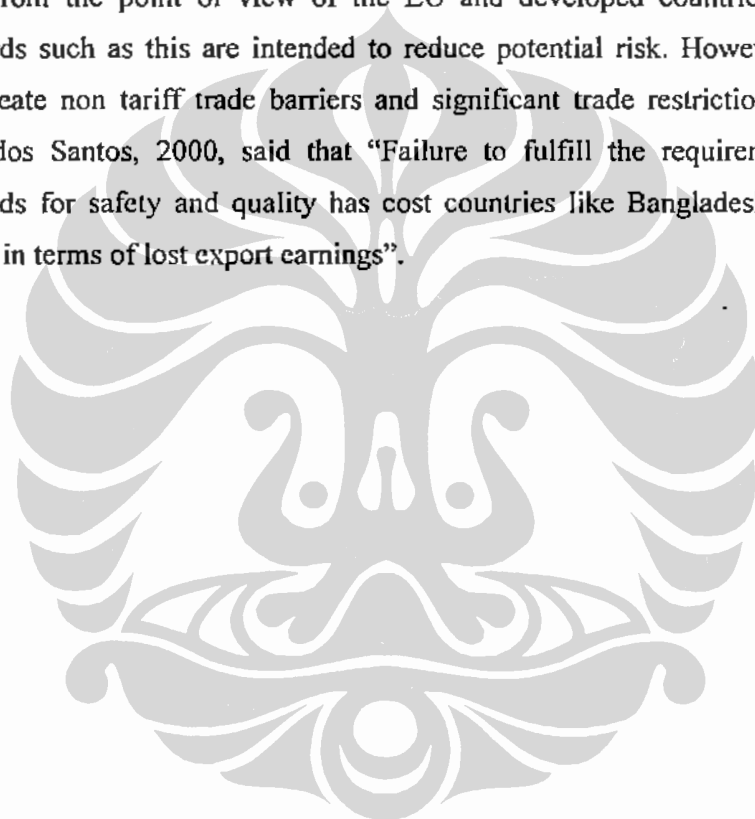 from the point of view of the EU and developed countrie
ds such as this are intended to reduce potential risk. Howe
eate non tariff trade barriers and significant trade restrictio
dos Santos, 2000, said that “Failure to fulfill the requiren
ds for safety and quality has cost countries like Banglades
in terms of lost export earnings”.